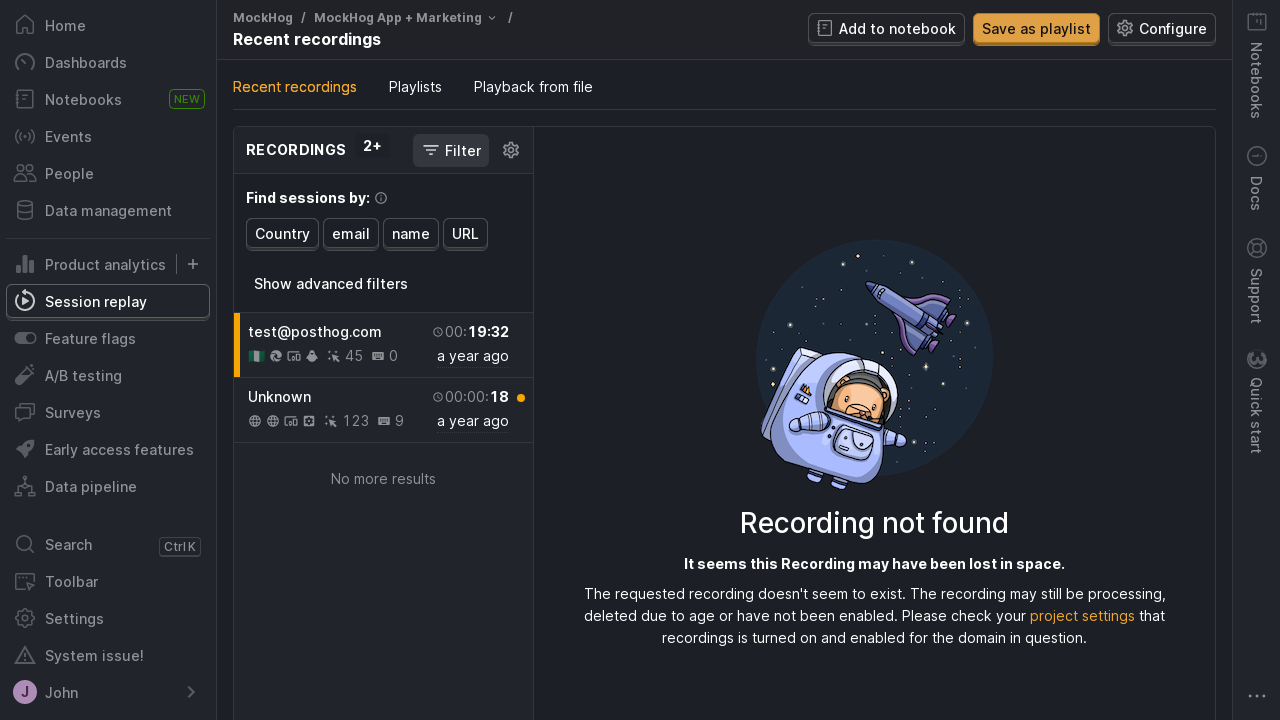 Home
Dashboards
Notebooks NEW
Events
People
Data management
Product analytics
Session replay
Feature flags
A/B testing
Surveys
Early access features
Data pipeline
Search Ctrl K
Toolbar
Settings
System issue!
J John
MockHog / MockHog App + Marketing /
Recent recordings
Add to notebook
Save as playlist
Configure
Recent recordings Playlists Playback from file
RECORDINGS 2+ Filter
Find sessions by:
Country email name URL
Show advanced filters
test@posthog.com 00:19:32
45 0 a year ago
Unknown 00:00:18
123 9 a year ago
No more results
Recording not found
It seems this Recording may have been lost in space.
The requested recording doesn't seem to exist. The recording may still be processing,
deleted due to age or have not been enabled. Please check your project settings that
recordings is turned on and enabled for the domain in question.
Notebooks
Docs
Support
Quick start